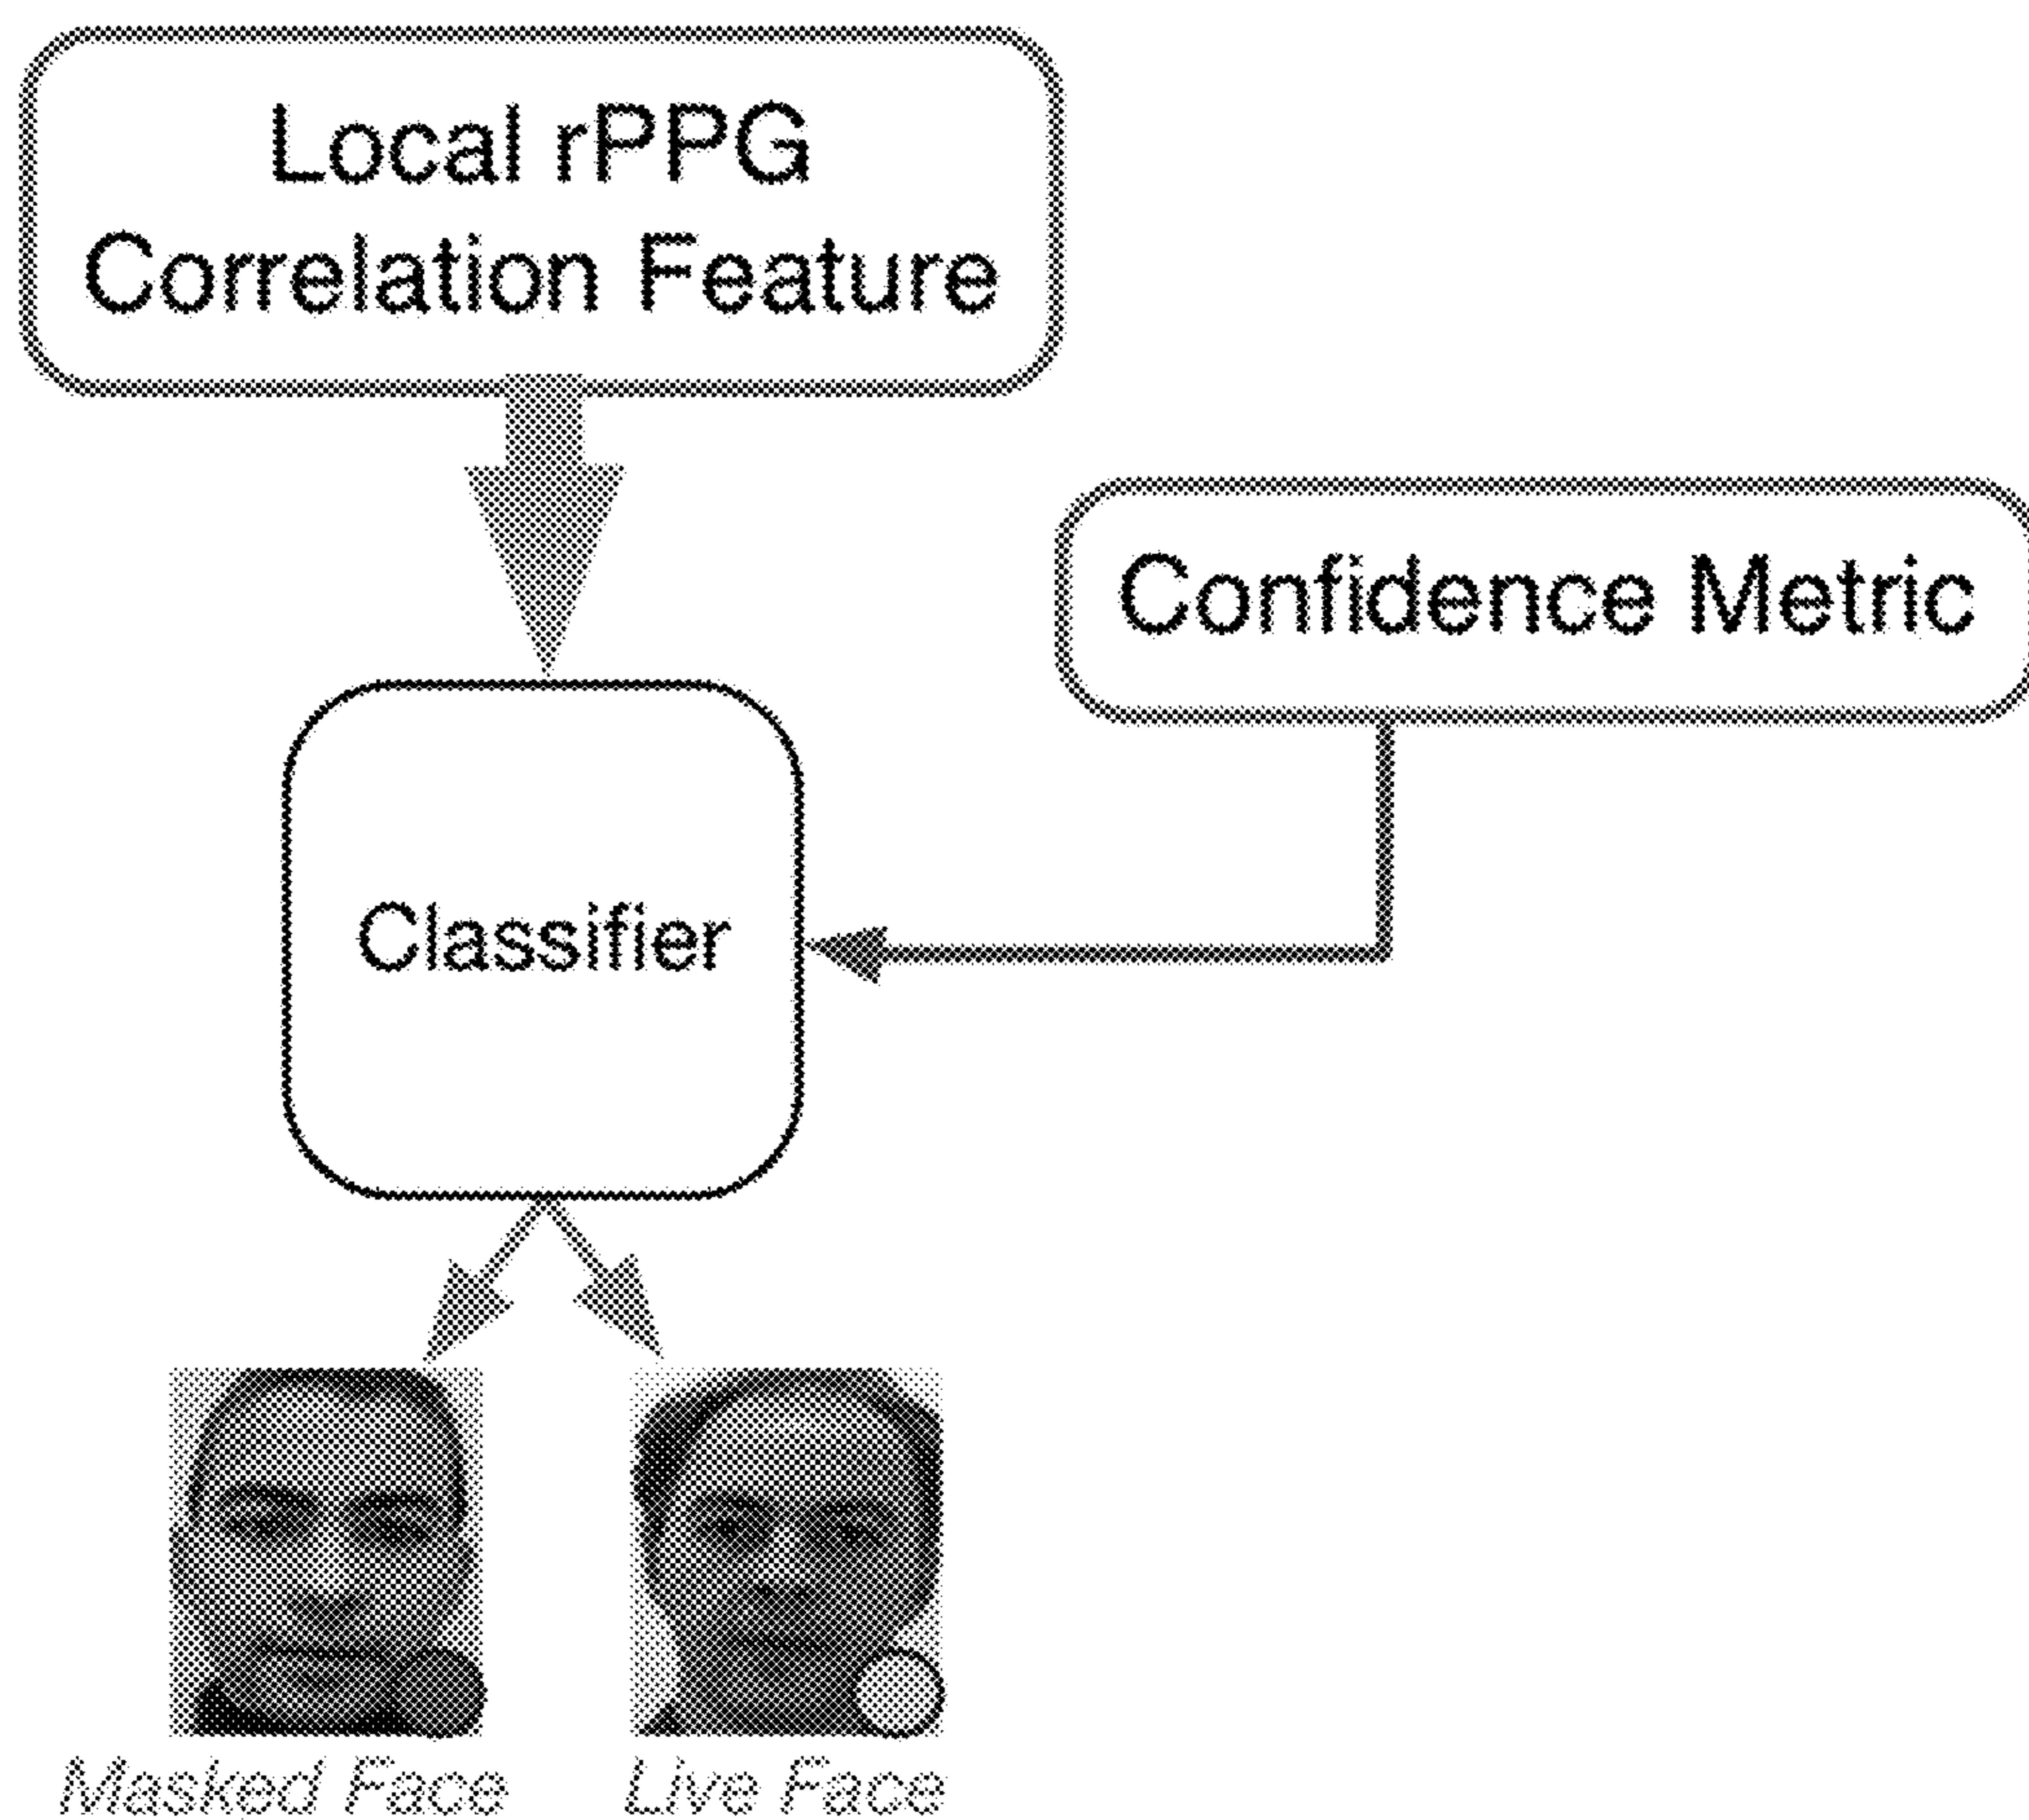 Local rPPG
Correlation Feature
Confidence Metric
Classifier
Masked Face
Live Face